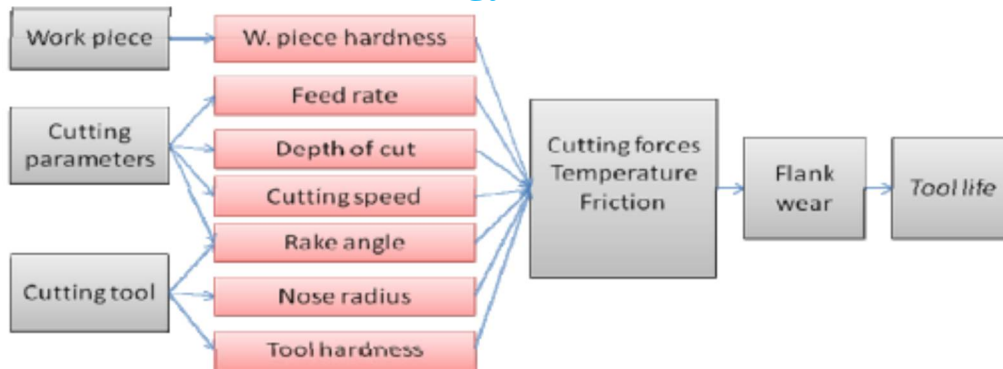 Work piece
W. piece hardness
Feed rate
Cutting
parameters
Depth of cut
Cutting speed
Rake angle
Cutting tool
Nose radius
Tool hardness
Cutting forces
Temperature
Friction
Flank
wear
Tool life